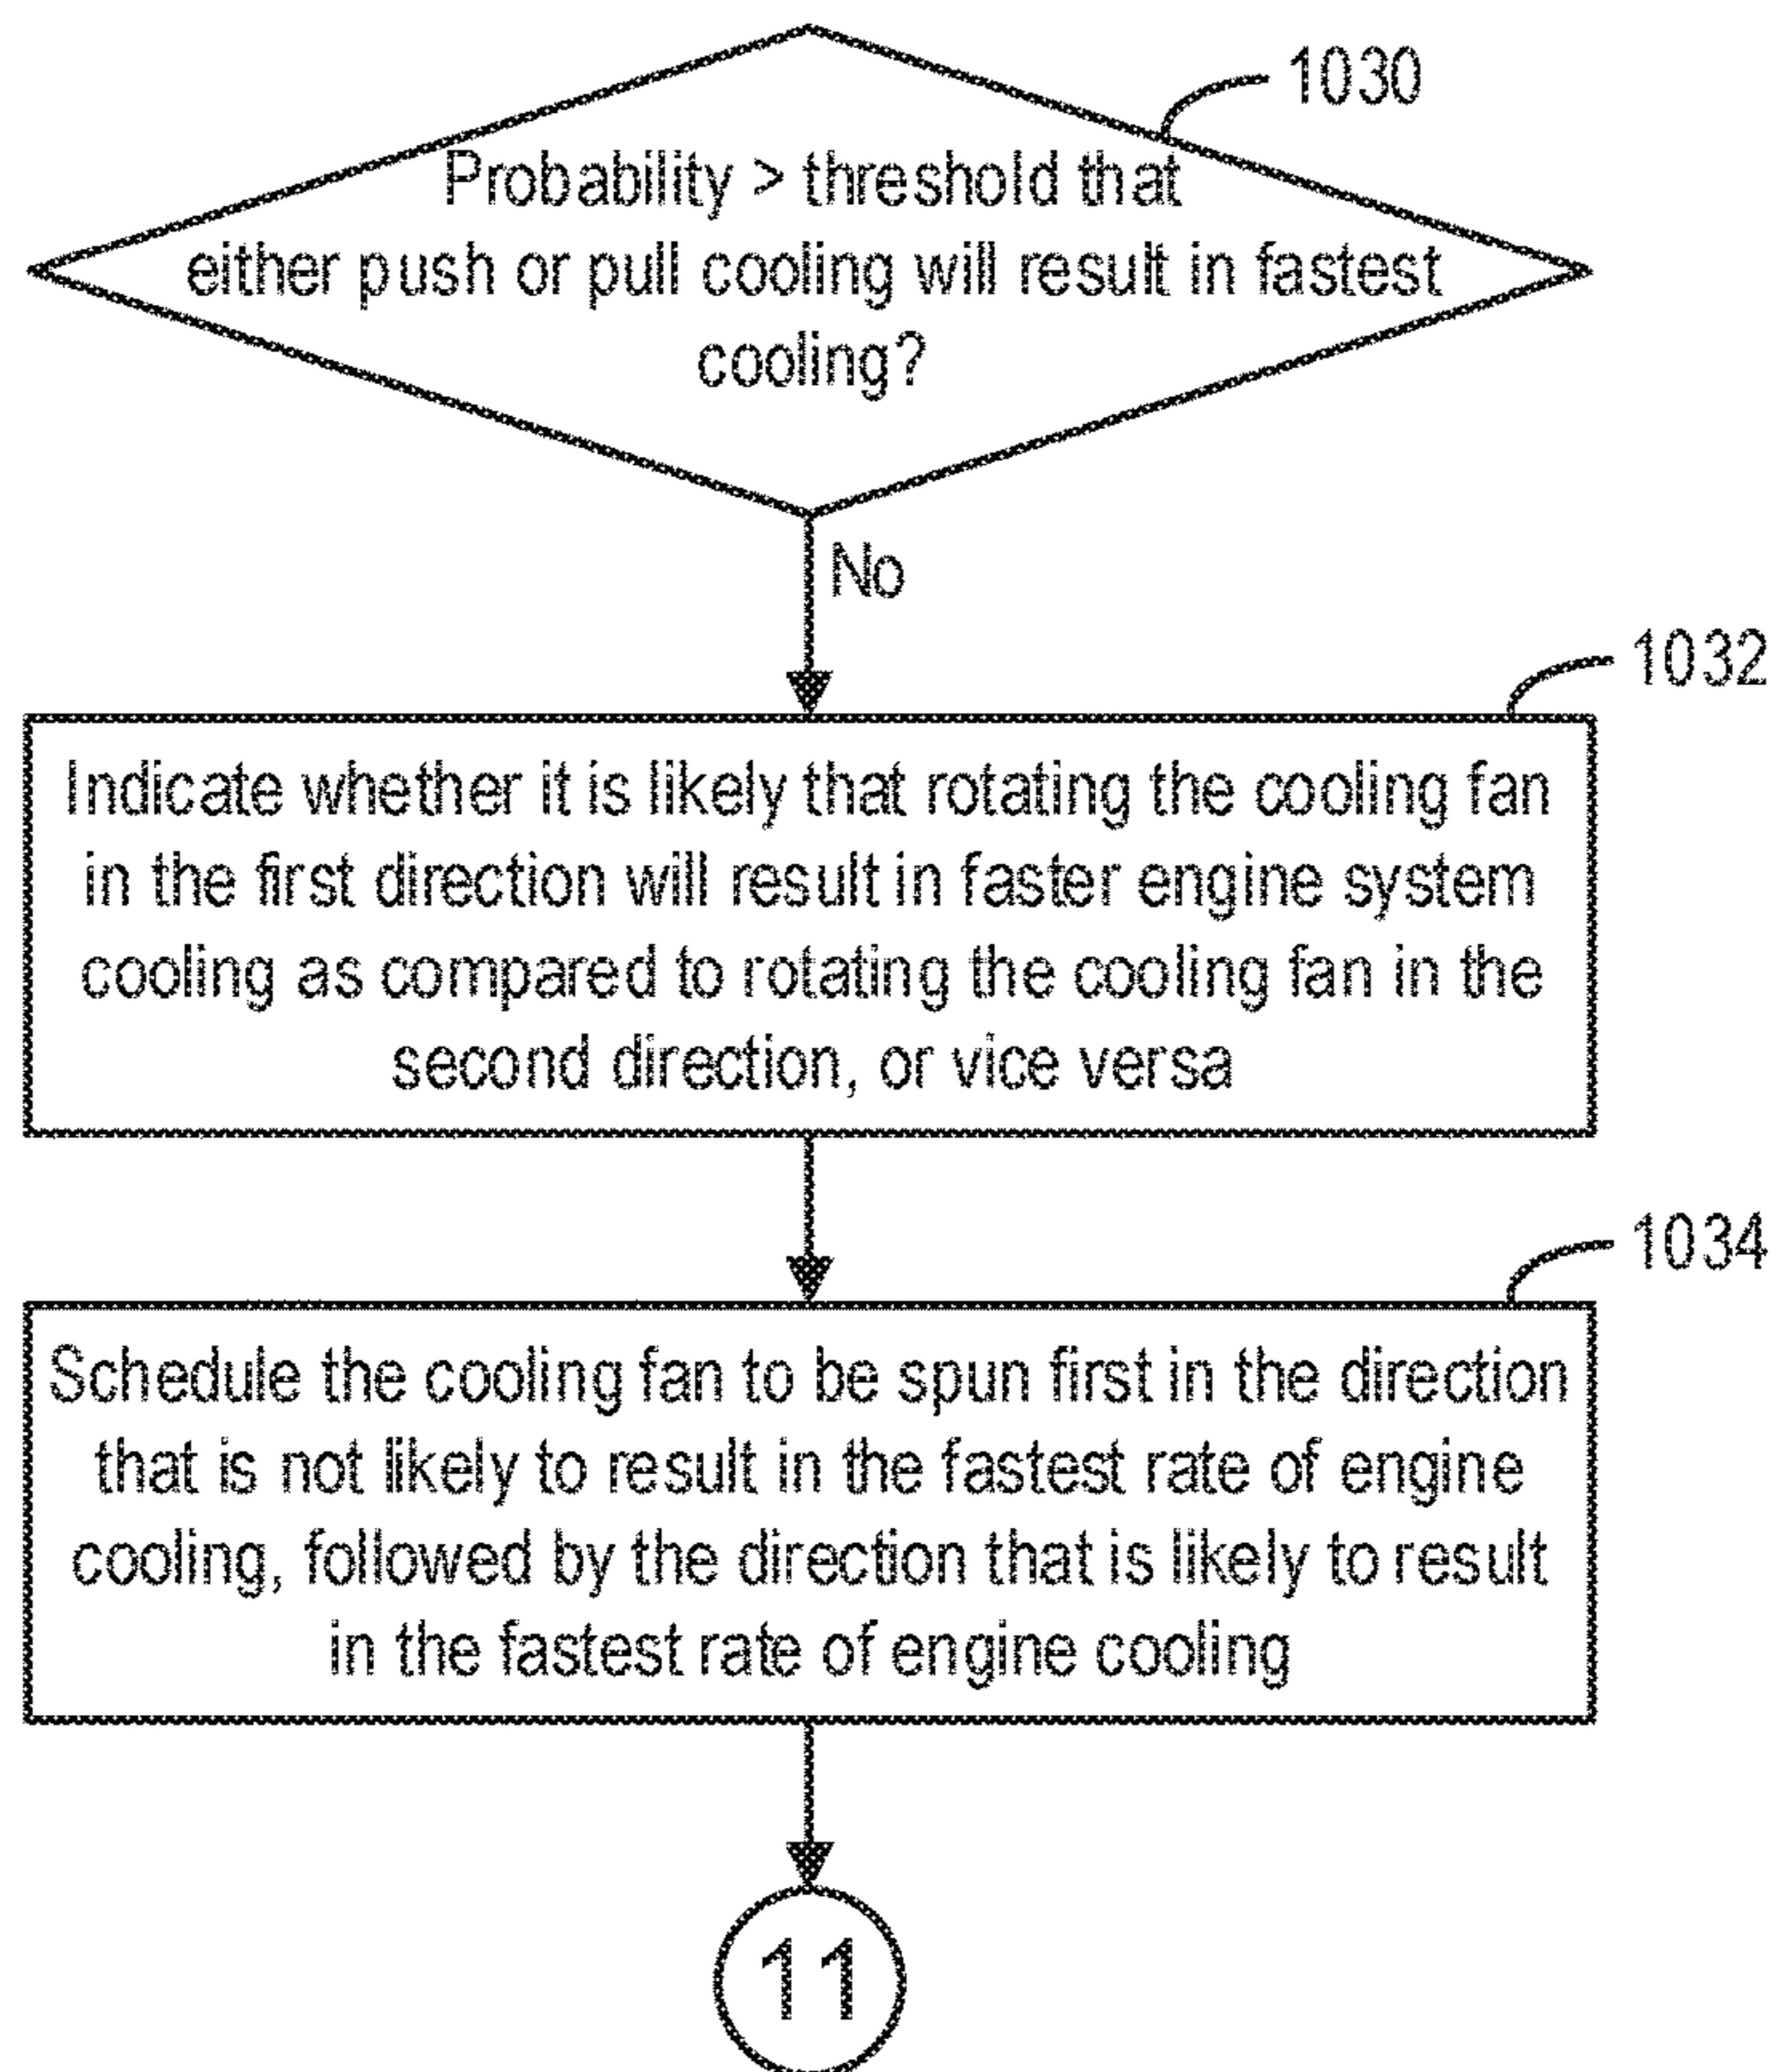 1030
Probability > threshold that
either push or pull cooling will result in fastest
cooling?
No
1032
Indicate whether it is likely that rotating the cooling fan
in the first direction will result in faster engine system
cooling as compared to rotating the cooling fan in the
second direction, or vice versa
1034
Schedule the cooling fan to be spun first in the direction
that is not likely to result in the fastest rate of engine
cooling, followed by the direction that is likely to result
in the fastest rate of engine cooling
11